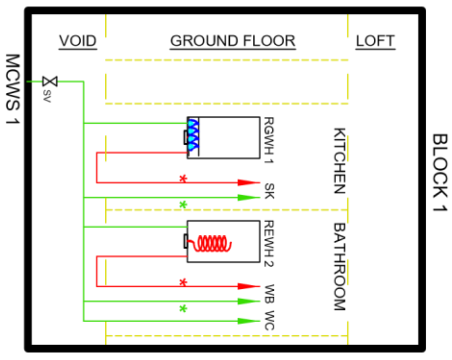 VOID
GROUND FLOOR
LOFT
MCWS 1
SV
RGWH 1
KITCHEN
*
SK
*
BLOCK 1
REWH 2
BATHROOM
*
WB
*
WC